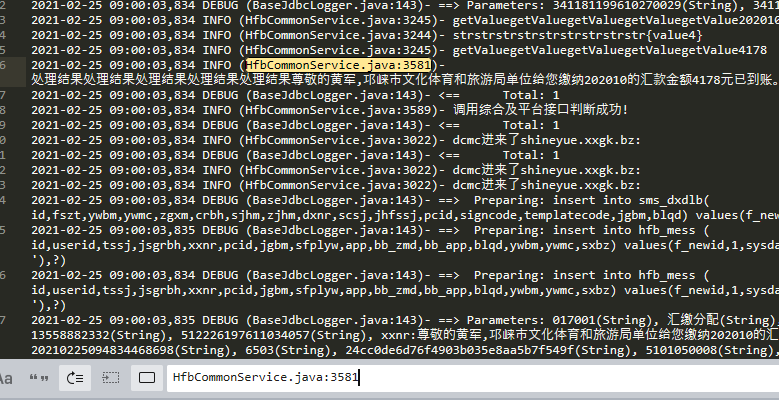 2021-02-25 09:00:03,834 DEBUG (BaseJdbcLogger.java:143)- ==> Parameters: 341181199610270029(String), 3411
2021-02-25 09:00:03,834 INFO (HfbCommonService.java:3245)- getValuegetValuegetValuegetValuegetValue202010
2021-02-25 09:00:03,834 INFO (HfbCommonService.java:3244)- strstrstrstrstrstrstrstrstr{value4}
2021-02-25 09:00:03,834 INFO (HfbCommonService.java:3245)- getValuegetValuegetValuegetValuegetValue4178
6 2021-02-25 09:00:03,834 INFO (HfbCommonService.java:3581)-
处理结果处理结果处理结果处理结果处理结果尊敬的黄军,邛崃市文化体育和旅游局单位给您缴纳202010的汇款金额4178元已到账。
7 2021-02-25 09:00:03,834 DEBUG (BaseJdbcLogger.java:143)- <== Total: 1
8 2021-02-25 09:00:03,834 INFO (HfbCommonService.java:3589)- 调用综合及平台接口判断成功!
9 2021-02-25 09:00:03,834 DEBUG (BaseJdbcLogger.java:143)- <== Total: 1
0 2021-02-25 09:00:03,834 INFO (HfbCommonService.java:3022)- dcmc进来了shineyue.xxgk.bz:
1 2021-02-25 09:00:03,834 DEBUG (BaseJdbcLogger.java:143)- <== Total: 1
2 2021-02-25 09:00:03,834 INFO (HfbCommonService.java:3022)- dcmc进来了shineyue.xxgk.bz:
3 2021-02-25 09:00:03,834 INFO (HfbCommonService.java:3022)- dcmc进来了shineyue.xxgk.bz:
4 2021-02-25 09:00:03,834 DEBUG (BaseJdbcLogger.java:143)- ==> Preparing: insert into sms_dxdlb(
id,fszt,ywbm,ywmc,zgxm,crbh,sjhm,zjhm,dxnr,scsj,jhfssj,pcid,signcode,templatecode,jgbm,blqd) values(f_new
5 2021-02-25 09:00:03,835 DEBUG (BaseJdbcLogger.java:143)- ==> Preparing: insert into hfb_mess (
id,userid,tssj,jsgrbh,xxnr,pcid,jgbm,sfplyw,app,bb_zmd,bb_app,blqd,ywbm,ywmc,sxbz) values(f_newid,1,sysda
'),?)
6 2021-02-25 09:00:03,834 DEBUG (BaseJdbcLogger.java:143)- ==> Preparing: insert into hfb_mess (
id,userid,tssj,jsgrbh,xxnr,pcid,jgbm,sfplyw,app,bb_zmd,bb_app,blqd,ywbm,ywmc,sxbz) values(f_newid,1,sysda
'),?)
7 2021-02-25 09:00:03,835 DEBUG (BaseJdbcLogger.java:143)- ==> Parameters: 017001(String), 汇缴分配(String),
13558882332(String), 512226197611034057(String), xxnr:尊敬的黄军,邛崃市文化体育和旅游局单位给您缴纳202010的汇
20210225094834468698(String), 6503(String), 24cc0de6d76f4903b035e8aa5b7f549f(String), 5101050008(String),
Aa “” HfbCommonService.java:3581